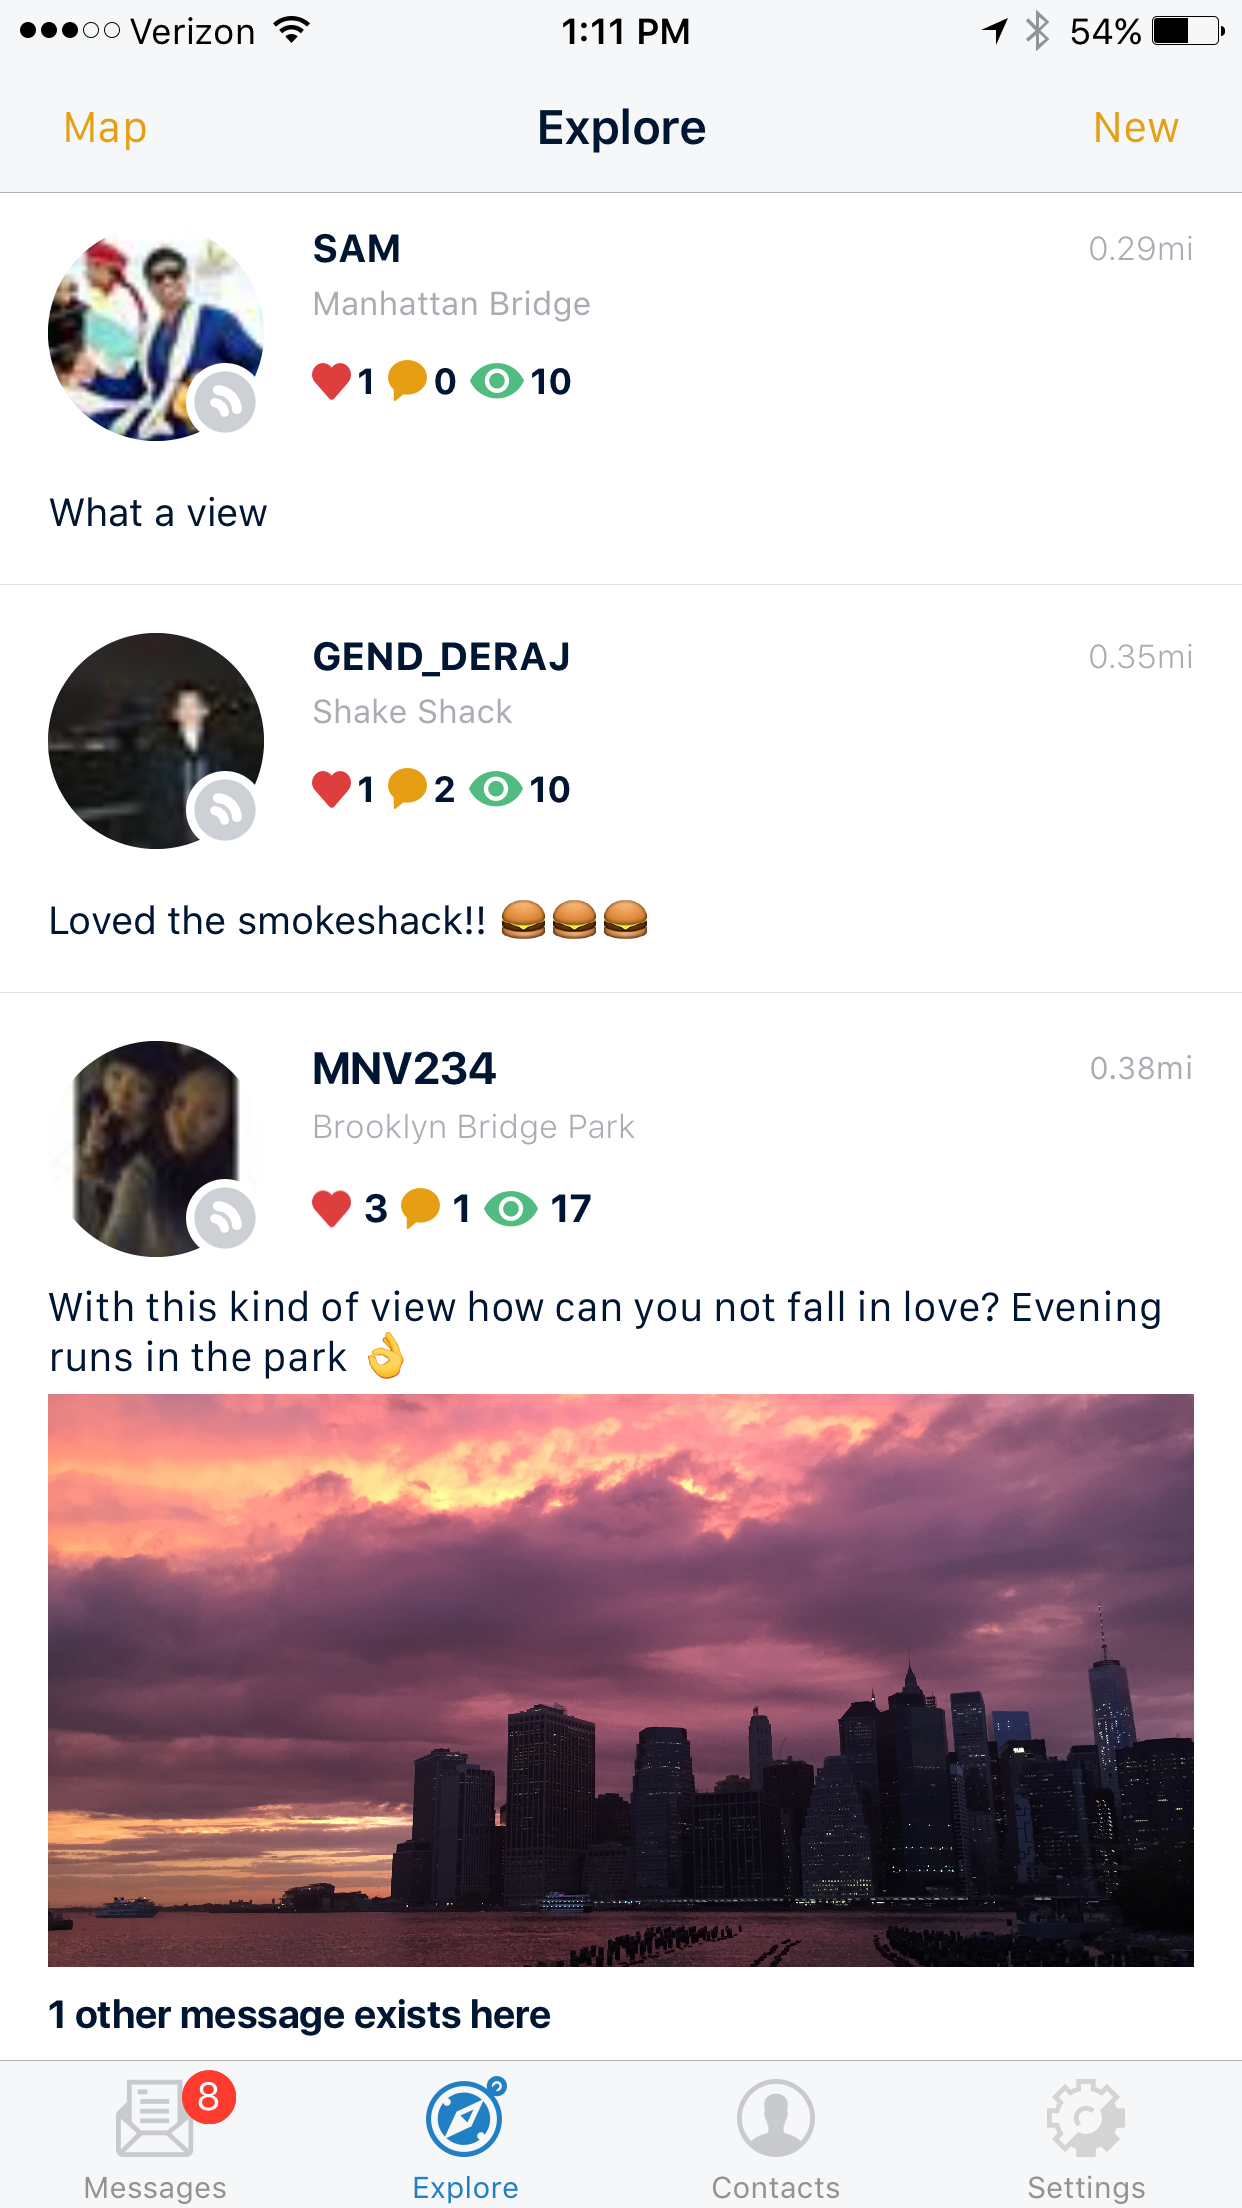 Verizon 1:11 PM 54%
Map Explore New
SAM 0.29mi
Manhattan Bridge
1 0 10
What a view
GEND_DERAJ 0.35mi
Shake Shack
1 2 10
Loved the smokeshack!! 🍔🍔🍔
MNV234 0.38mi
Brooklyn Bridge Park
3 1 17
With this kind of view how can you not fall in love? Evening
runs in the park 👌
1 other message exists here
8
Messages Explore Contacts Settings